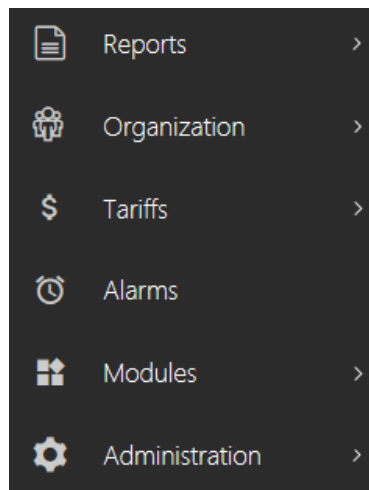 Reports
Organization
Tariffs
Alarms
Modules
Administration